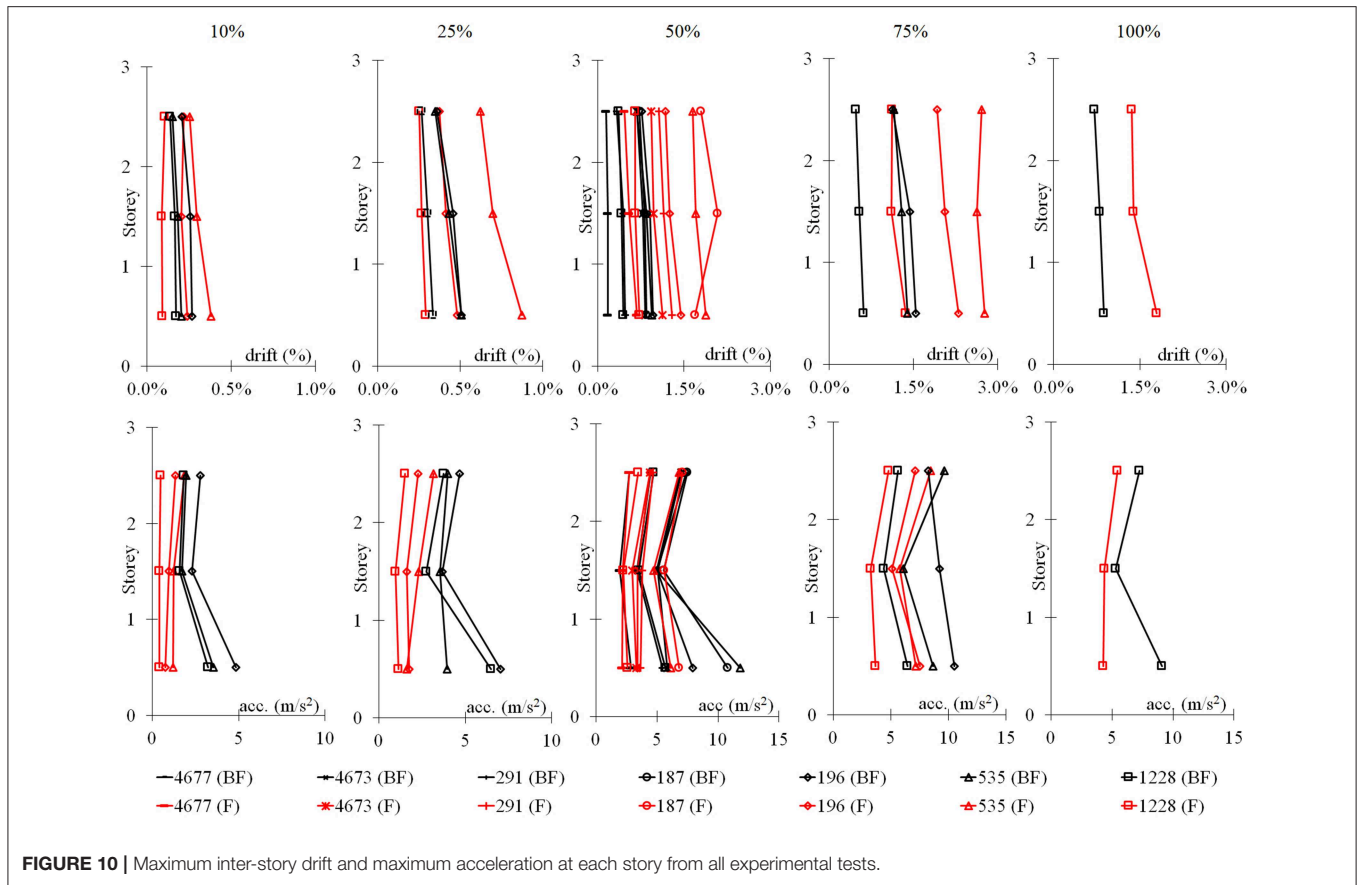 10% 25% 50% 75% 100%
3 3 3 3 3
2 2 2 2 2
Storey Storey Storey Storey Storey
1 1 1 1 1
drift (%) drift (%) drift (%) drift (%) drift (%)
0 0 0 0 0
0.0% 0.5% 1.0% 0.0% 0.5% 1.0% 0.0% 1.5% 3.0% 0.0% 1.5% 3.0% 0.0% 1.5% 3.0%
3 3 3 3 3
2 2 2 2 2
Storey Storey Storey Storey Storey
1 1 1 1 1
acc. (m/s²) acc. (m/s²) acc. (m/s²) acc. (m/s²) acc. (m/s²)
0 0 0 0 0
0 5 10 0 5 10 0 5 10 15 0 5 10 15 0 5 10 15
4677 (BF) 4673 (BF) 291 (BF) 187 (BF) 196 (BF) 535 (BF) 1228 (BF)
4677 (F) 4673 (F) 291 (F) 187 (F) 196 (F) 535 (F) 1228 (F)
FIGURE 10 | Maximum inter-story drift and maximum acceleration at each story from all experimental tests.